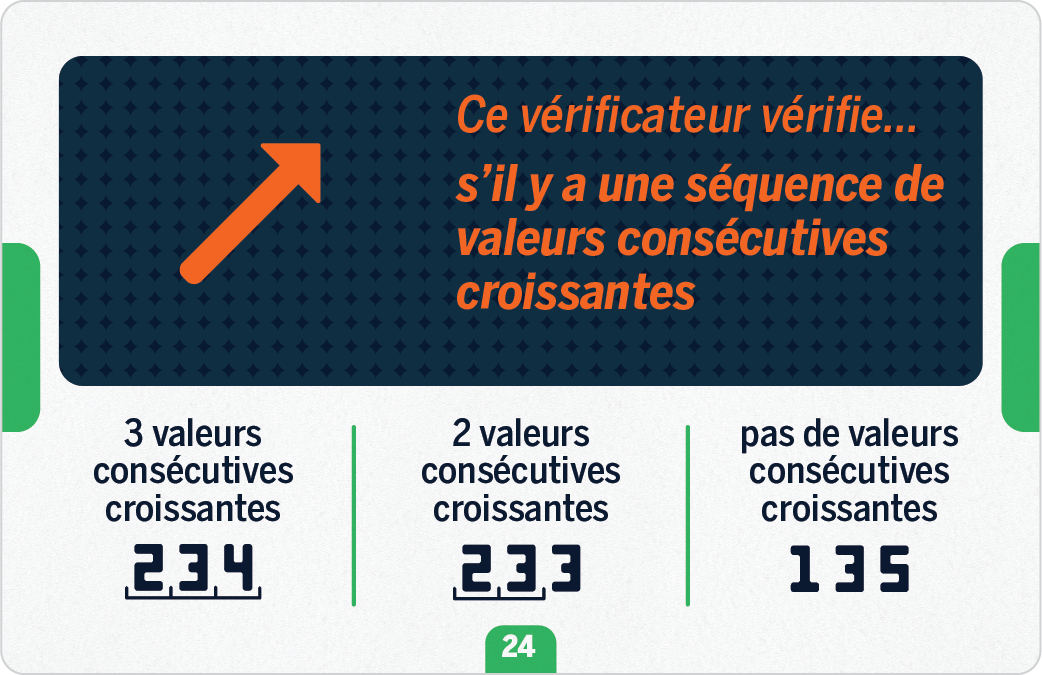 Ce vérificateur vérifie...
s'il y a une séquence de
valeurs consécutives
croissantes
3 valeurs
consécutives
croissantes
2 3 4
2 valeurs
consécutives
croissantes
2 3 3
pas de valeurs
consécutives
croissantes
1 3 5
24